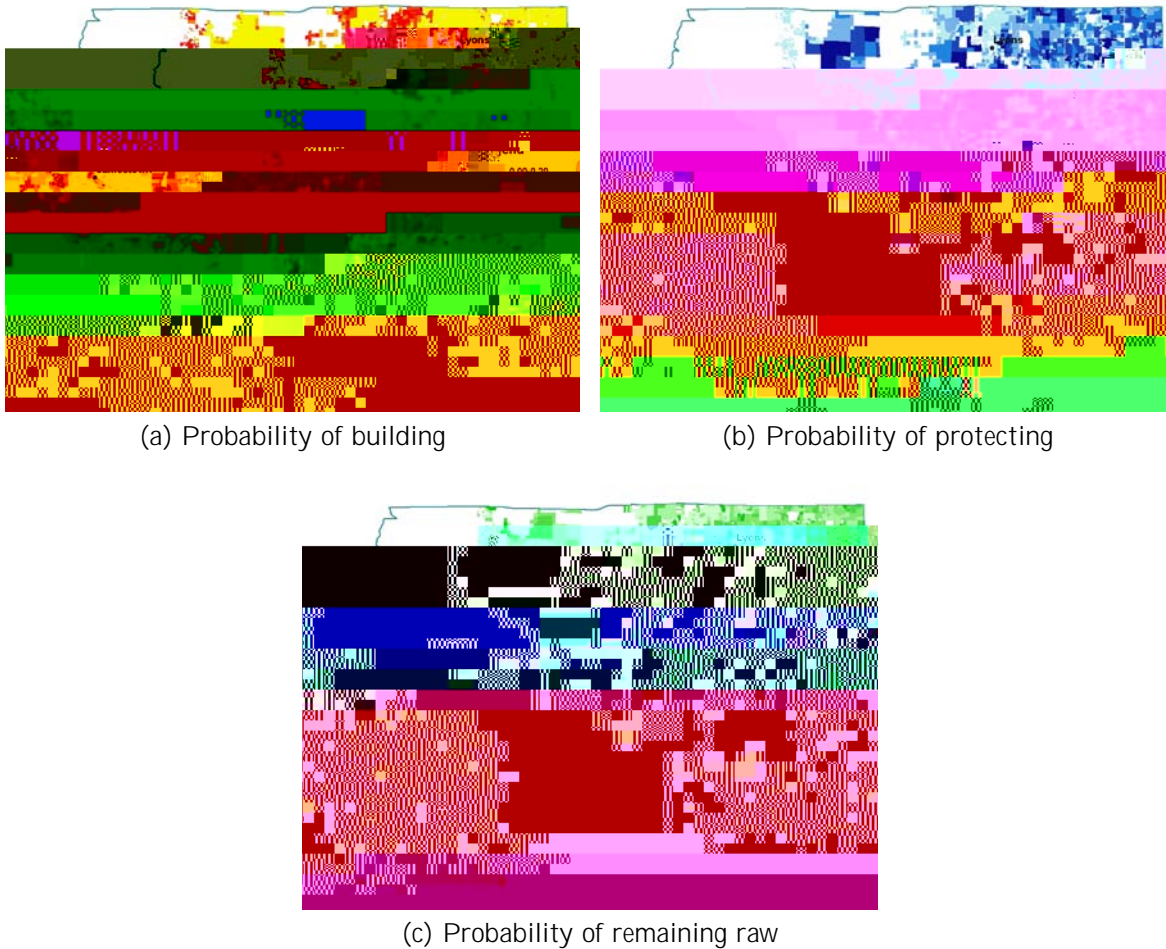 Lyons
Lyons
(a) Probability of building
(b) Probability of protecting
Lyons
(c) Probability of remaining raw